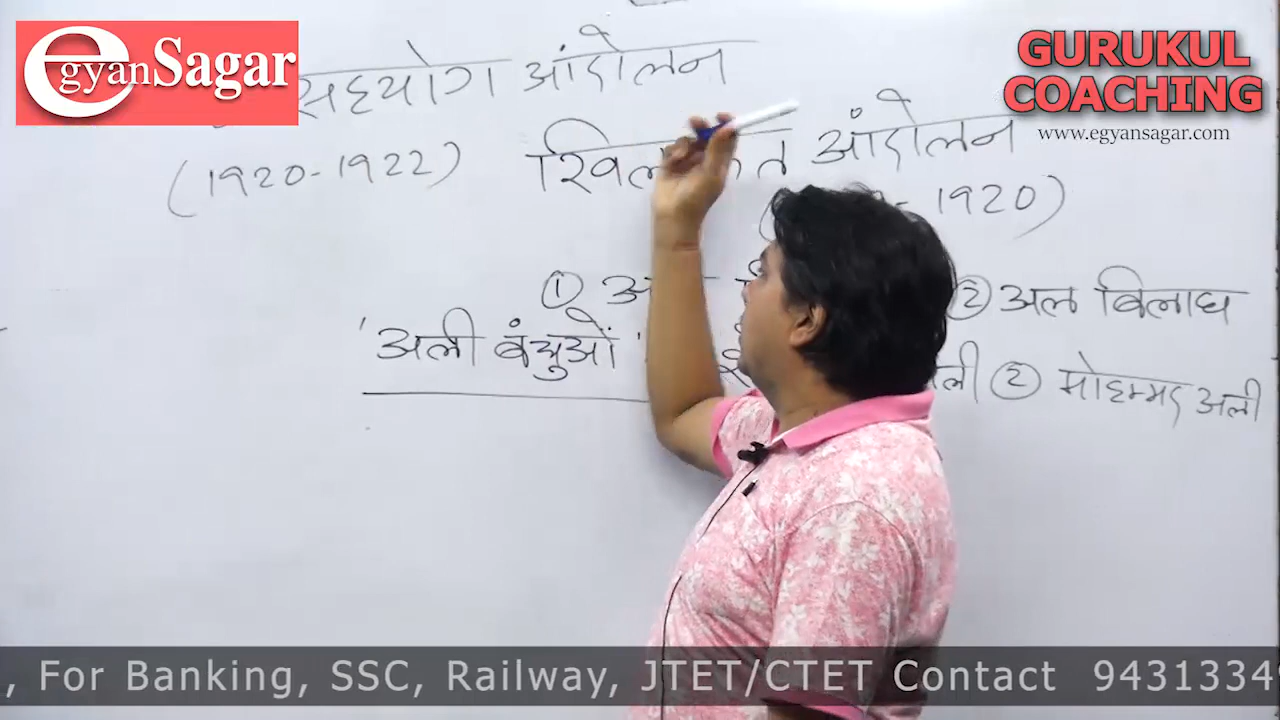 egyanSagar
GURUKUL
COACHING
www.egyansagar.com
सहयोग आंदोलन
(1920-1922)
आंदोलन
1920)
①
② अल बिलाघ
'अली बंधुओं'
② मोहम्मद अली
, For Banking, SSC, Railway, JTET/CTET Contact 9431334